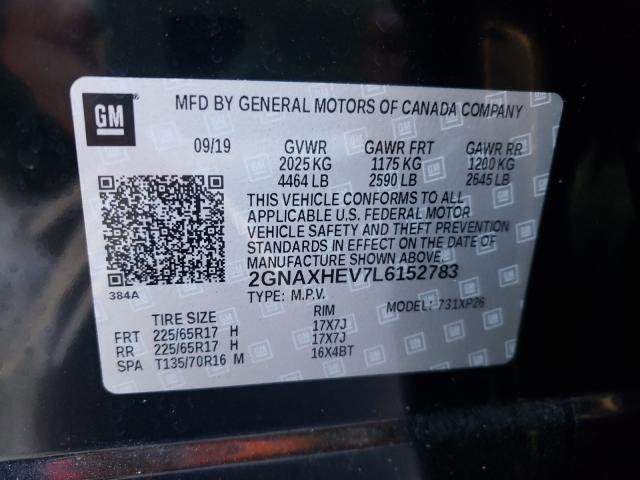 GM
MFD BY GENERAL MOTORS OF CANADA COMPANY
09/19 GVWR GAWR FRT GAWR RR
2025 KG 1175 KG 1200 KG
4464 LB 2590 LB 2645 LB
THIS VEHICLE CONFORMS TO ALL
APPLICABLE U.S. FEDERAL MOTOR
VEHICLE SAFETY AND THEFT PREVENTION
STANDARDS IN EFFECT ON THE DATE OF
MANUFACTURE SHOWN ABOVE.
2GNAXHEV7L6152783
384A
TYPE: M.P.V. MODEL: 731XP26
TIRE SIZE RIM
FRT 225/65R17 H 17X7J
RR 225/65R17 H 17X7J
SPA T135/70R16 M 16X4BT